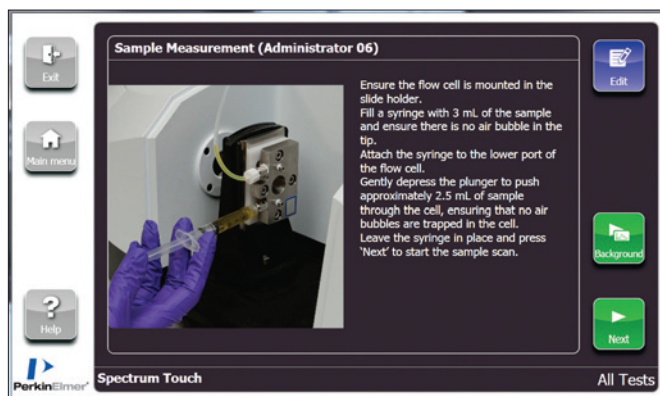 Sample Measurement (Administrator 06)
Exit
Edit
Ensure the flow cell is mounted in the
slide holder.
Fill a syringe with 3 mL of the sample
and ensure there is no air bubble in the
tip.
Attach the syringe to the lower port of
the flow cell.
Gently depress the plunger to push
approximately 2.5 mL of sample
through the cell, ensuring that no air
bubbles are trapped in the cell.
Leave the syringe in place and press
'Next' to start the sample scan.
Main menu
Background
Help
Next
PerkinElmer
Spectrum Touch
All Tests